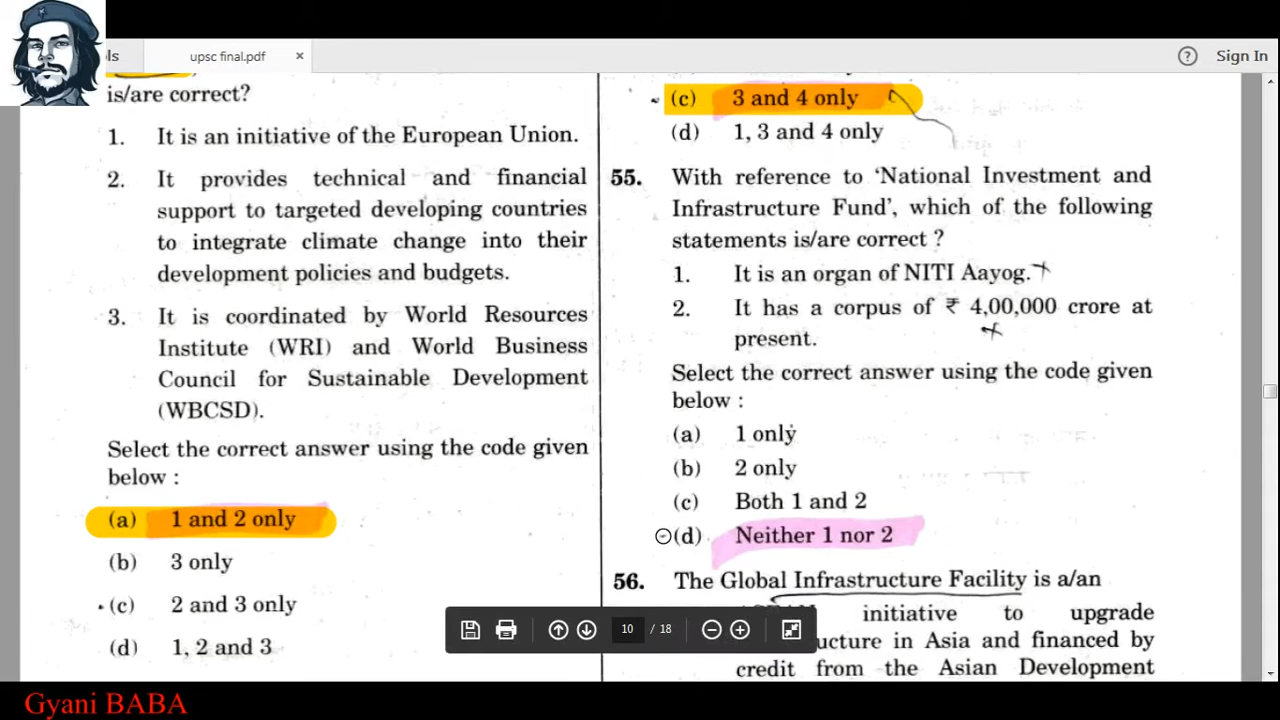 ls
upsc final.pdf
×
?
Sign In
is/are correct?
1. It is an initiative of the European Union.
2. It provides technical and financial
support to targeted developing countries
to integrate climate change into their
development policies and budgets.
3. It is coordinated by World Resources
Institute (WRI) and World Business
Council for Sustainable Development
(WBCSD).
Select the correct answer using the code given
below :
(a) 1 and 2 only
(b) 3 only
(c) 2 and 3 only
(d) 1, 2 and 3
(c) 3 and 4 only
(d) 1, 3 and 4 only
55. With reference to ‘National Investment and
Infrastructure Fund’, which of the following
statements is/are correct ?
1. It is an organ of NITI Aayog.
2. It has a corpus of ₹ 4,00,000 crore at
present.
Select the correct answer using the code given
below :
(a) 1 only
(b) 2 only
(c) Both 1 and 2
(d) Neither 1 nor 2
56. The Global Infrastructure Facility is a/an
initiative to upgrade
ucture in Asia and financed by
credit from the Asian Development
10 / 18
Gyani BABA